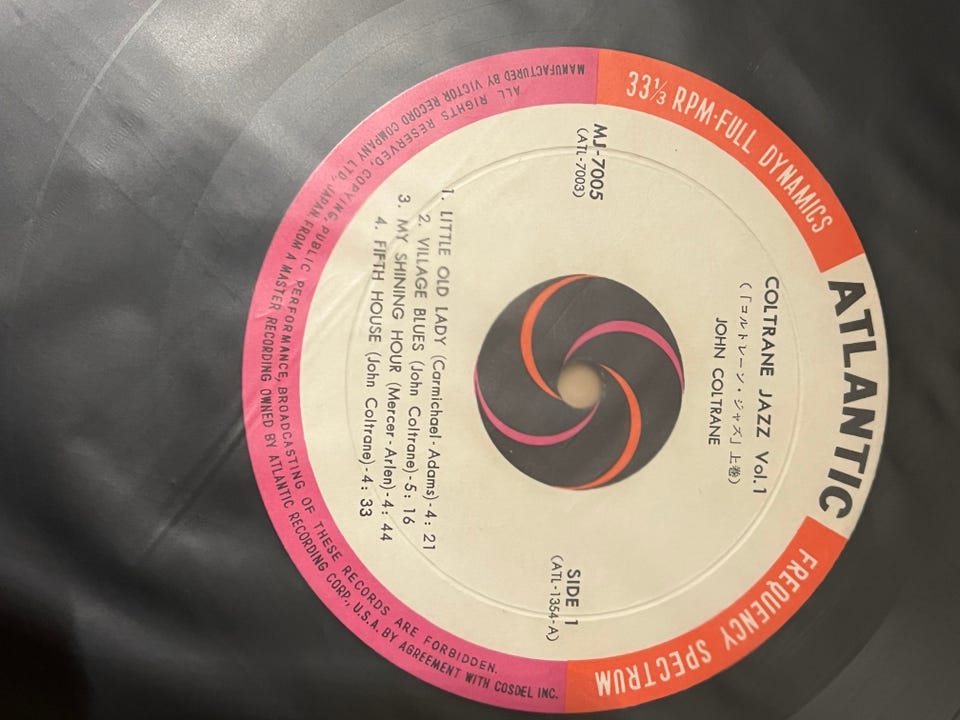 ATLANTIC
33⅓ RPM·FULL DYNAMICS
FREQUENCY SPECTRUM
COLTRANE JAZZ Vol.1
(「コルトレーン・ジャズ」上巻)
JOHN COLTRANE
MJ-7005
(ATL-7003)
SIDE 1
(ATL-1354-A)
1. LITTLE OLD LADY (Carmichael-Adams)-4:21
2. VILLAGE BLUES (John Coltrane)-5:16
3. MY SHINING HOUR (Mercer-Arlen)-4:44
4. FIFTH HOUSE (John Coltrane)-4:33
ALL RIGHTS RESERVED, COPYING, PUBLIC PERFORMANCE, BROADCASTING OF THESE RECORDS ARE FORBIDDEN.
MANUFACTURED BY VICTOR RECORD COMPANY LTD, JAPAN FROM A MASTER RECORDING OWNED BY ATLANTIC RECORDING CORP., U.S.A. BY AGREEMENT WITH COSDEL INC.